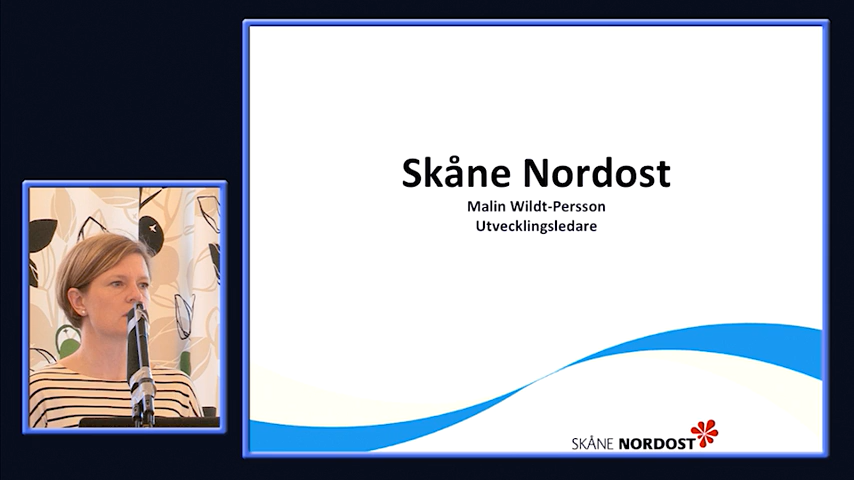 Skåne Nordost
Malin Wildt-Persson
Utvecklingsledare
SKÅNE NORDOST